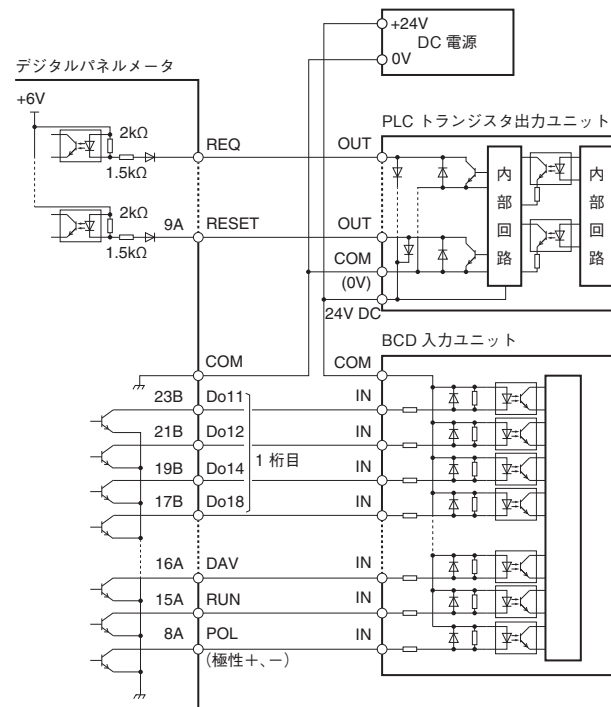 +24V
DC 電源
0V
デジタルパネルメータ
+6V
2kΩ
1.5kΩ
REQ
2kΩ
1.5kΩ
9A RESET
PLC トランジスタ出力ユニット
OUT
OUT
COM
(0V)
24V DC
内部回路
内部回路
BCD 入力ユニット
COM COM
23B Do11 IN
21B Do12 IN
1 桁目
19B Do14 IN
17B Do18 IN
16A DAV IN
15A RUN IN
8A POL IN
(極性+、−)